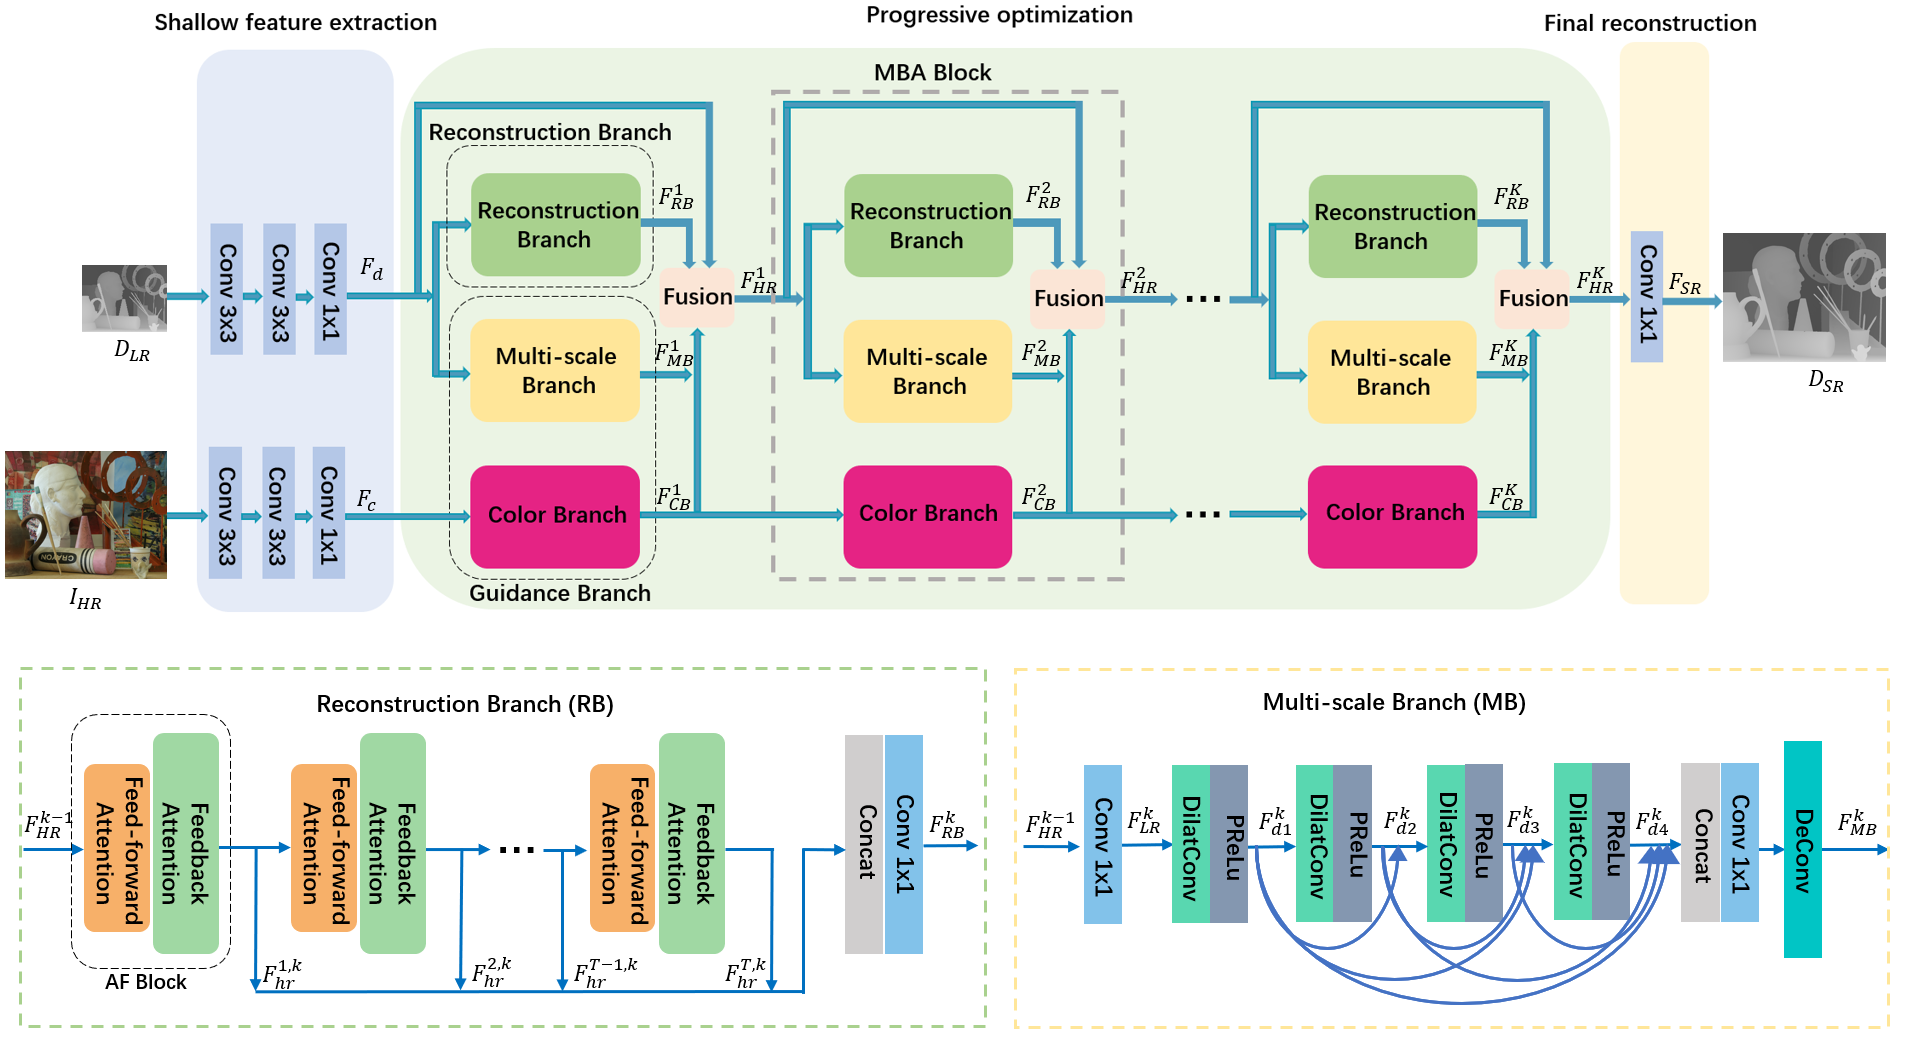 Shallow feature extraction
Progressive optimization
Final reconstruction
MBA Block
Reconstruction Branch
Reconstruction
Branch
F_{RB}^{1}
Reconstruction
Branch
F_{RB}^{2}
Reconstruction
Branch
F_{RB}^{K}
Conv 3x3
Conv 3x3
Conv 1x1
F_d
Fusion
F_{HR}^{1}
Fusion
F_{HR}^{2}
...
Fusion
F_{HR}^{K}
Conv 1x1
F_{SR}
D_{LR}
D_{SR}
Multi-scale
Branch
F_{MB}^{1}
Multi-scale
Branch
F_{MB}^{2}
Multi-scale
Branch
F_{MB}^{K}
Conv 3x3
Conv 3x3
Conv 1x1
F_c
Color Branch
F_{CB}^{1}
Color Branch
F_{CB}^{2}
...
Color Branch
F_{CB}^{K}
CRAYON
I_{HR}
Guidance Branch
Reconstruction Branch (RB)
F_{HR}^{k-1}
Feed-forward
Attention
Feedback
Attention
Feed-forward
Attention
Feedback
Attention
...
Feed-forward
Attention
Feedback
Attention
Concat
Conv 1x1
F_{RB}^{k}
AF Block
F_{hr}^{1,k}
F_{hr}^{2,k}
F_{hr}^{T-1,k}
F_{hr}^{T,k}
Multi-scale Branch (MB)
F_{HR}^{k-1}
Conv 1x1
F_{LR}^{k}
DilatConv
PReLu
F_{d1}^{k}
DilatConv
PReLu
F_{d2}^{k}
DilatConv
PReLu
F_{d3}^{k}
DilatConv
PReLu
F_{d4}^{k}
Concat
Conv 1x1
DeConv
F_{MB}^{k}